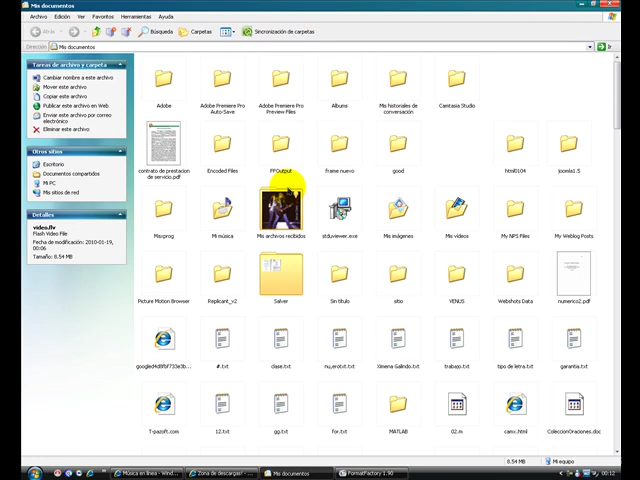 Mis documentos
Archivo Edición Ver Favoritos Herramientas Ayuda
Atrás Búsqueda Carpetas Sincronización de carpetas
Dirección Mis documentos Ir
Tareas de archivo y carpeta
Cambiar nombre a este archivo
Mover este archivo
Copiar este archivo
Publicar este archivo en Web
Enviar este archivo por correo
electrónico
Eliminar este archivo
Otros sitios
Escritorio
Documentos compartidos
Mi PC
Mis sitios de red
Detalles
video.flv
Flash Video File
Fecha de modificación: 2010-01-19,
00:06
Tamaño: 8.54 MB
Adobe
Adobe Premiere Pro
Auto-Save
Adobe Premiere Pro
Preview Files
Albums
Mis historiales de
conversación
Camtasia Studio
contrato de prestacion
de servicio.pdf
Encoded Files
FFOutput
frame nuevo
good
html0104
joomla1.5
Misxprog
Mi música
Mis archivos recibidos
stduviewer.exe
Mis imágenes
Mis vídeos
My NPS Files
My Weblog Posts
Picture Motion Browser
Replicant_v2
Salver
Sin título
sitio
VENUS
Webshots Data
numerico2.pdf
#.txt
clase.txt
nu,erotxt.txt
Ximena Galindo.txt
trabajo.txt
tipo de letra.txt
garantia.txt
T-pazoft.com
12.txt
gg.txt
for.txt
MATLAB
02.m
camx.html
ColeccionOraciones.doc
8.54 MB Mi equipo
Música en línea - Wind...
Zona de descargas! -...
Mis documentos
FormatFactory 1.90
00:12